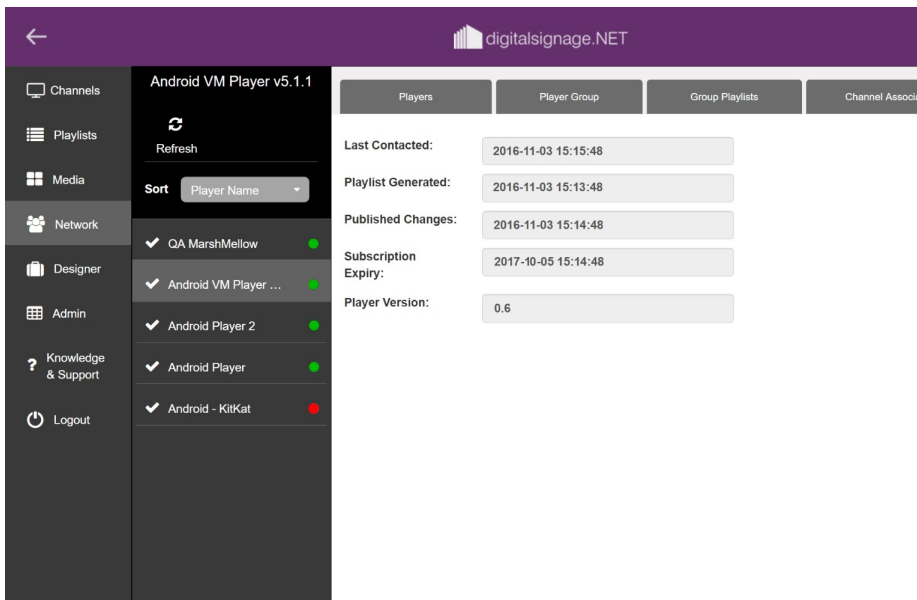 digitalsignage.NET
Channels
Playlists
Media
Network
Designer
Admin
Knowledge
& Support
Logout
Android VM Player v5.1.1
Refresh
Sort Player Name
QA MarshMellow
Android VM Player ...
Android Player 2
Android Player
Android - KitKat
Players Player Group Group Playlists Channel Associ
Last Contacted: 2016-11-03 15:15:48
Playlist Generated: 2016-11-03 15:13:48
Published Changes: 2016-11-03 15:14:48
Subscription
Expiry: 2017-10-05 15:14:48
Player Version: 0.6